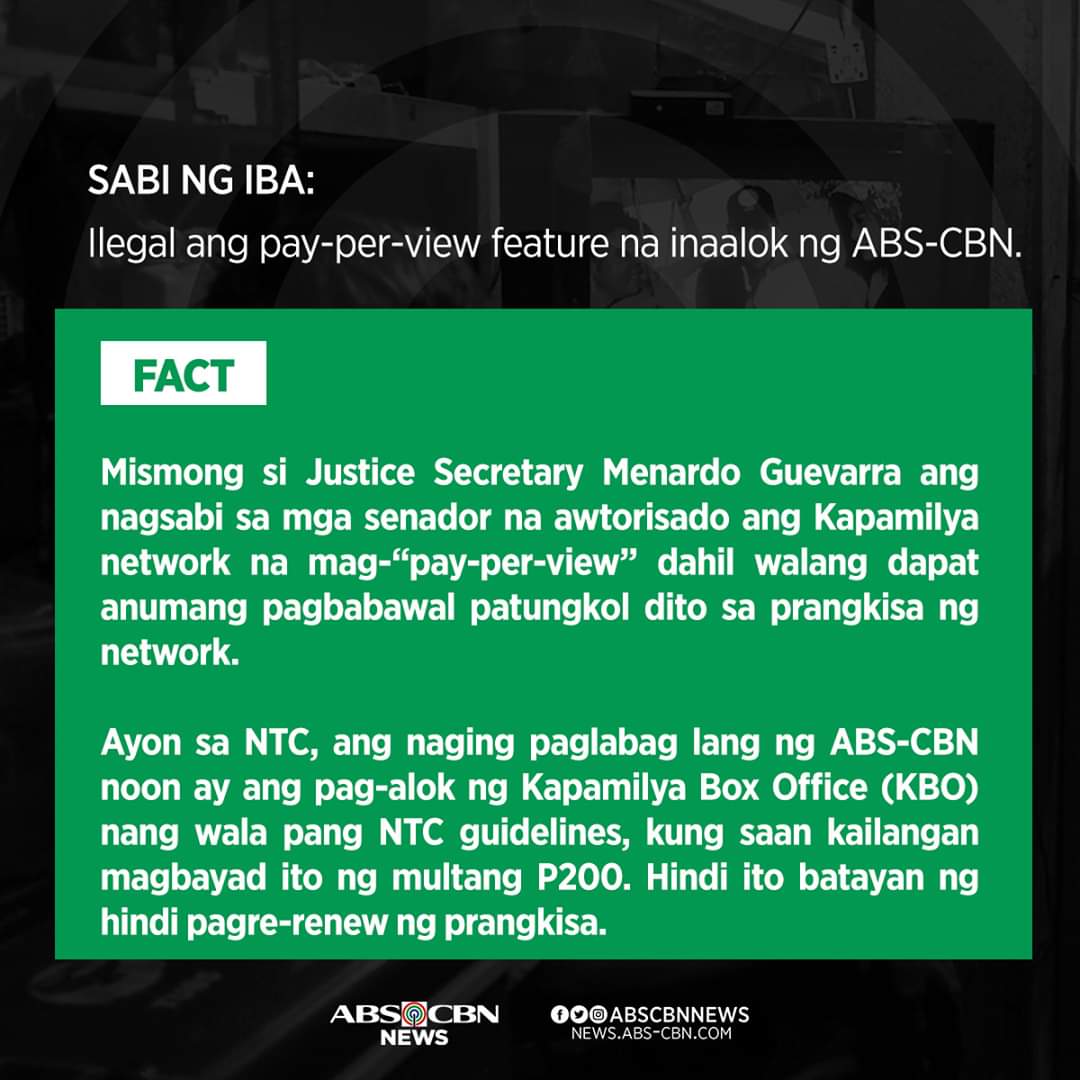 SABI NG IBA:
Ilegal ang pay-per-view feature na inaalok ng ABS-CBN.
FACT
Mismong si Justice Secretary Menardo Guevarra ang
nagsabi sa mga senador na awtorisado ang Kapamilya
network na mag-“pay-per-view” dahil walang dapat
anumang pagbabawal patungkol dito sa prangkisa ng
network.
Ayon sa NTC, ang naging paglabag lang ng ABS-CBN
noon ay ang pag-alok ng Kapamilya Box Office (KBO)
nang wala pang NTC guidelines, kung saan kailangan
magbayad ito ng multang P200. Hindi ito batayan ng
hindi pagre-renew ng prangkisa.
ABS CBN
NEWS
ABSCBNNEWS
NEWS.ABS-CBN.COM